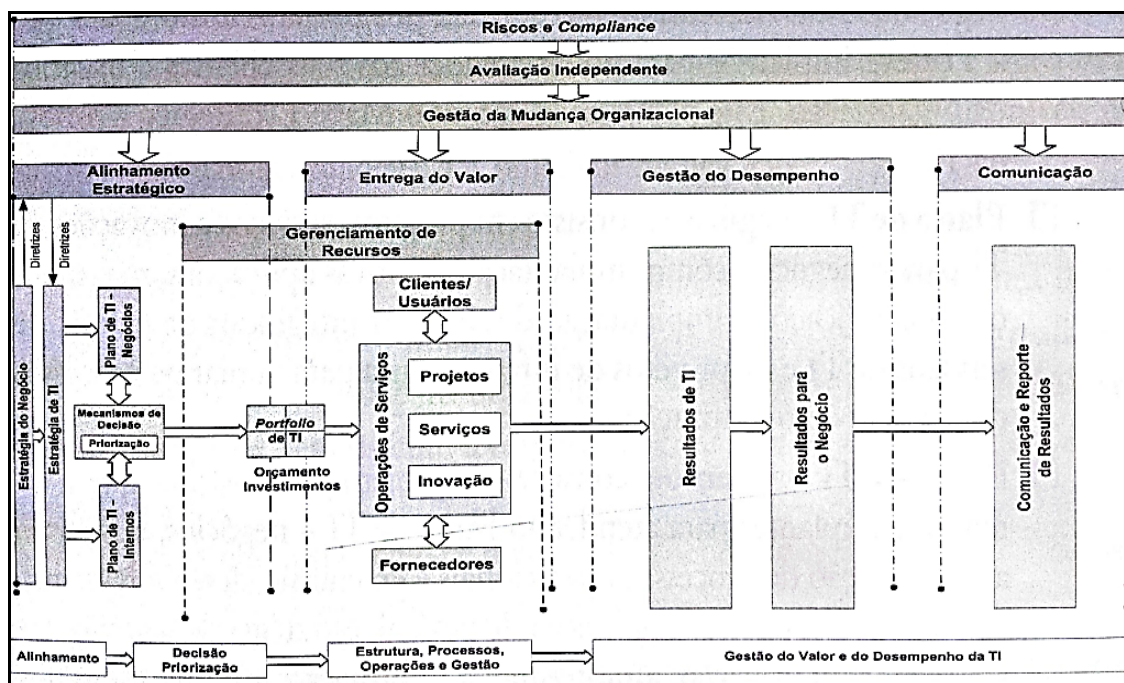 Riscos e Compliance
Avaliação Independente
Gestão da Mudança Organizacional
Alinhamento
Estratégico
Entrega do Valor
Gestão do Desempenho
Comunicação
Gerenciamento de
Recursos
Diretrizes
Diretrizes
Estratégia do Negócio
Estratégia de TI
Plano de TI -
Negócios
Mecanismos de
Decisão
Priorização
Plano de TI -
Internos
Portfolio
de TI
Orçamento
Investimentos
Clientes/
Usuários
Operações de Serviços
Projetos
Serviços
Inovação
Fornecedores
Resultados de TI
Resultados para
o Negócio
Comunicação e Reporte
de Resultados
Alinhamento
Decisão
Priorização
Estrutura, Processos,
Operações e Gestão
Gestão do Valor e do Desempenho da TI